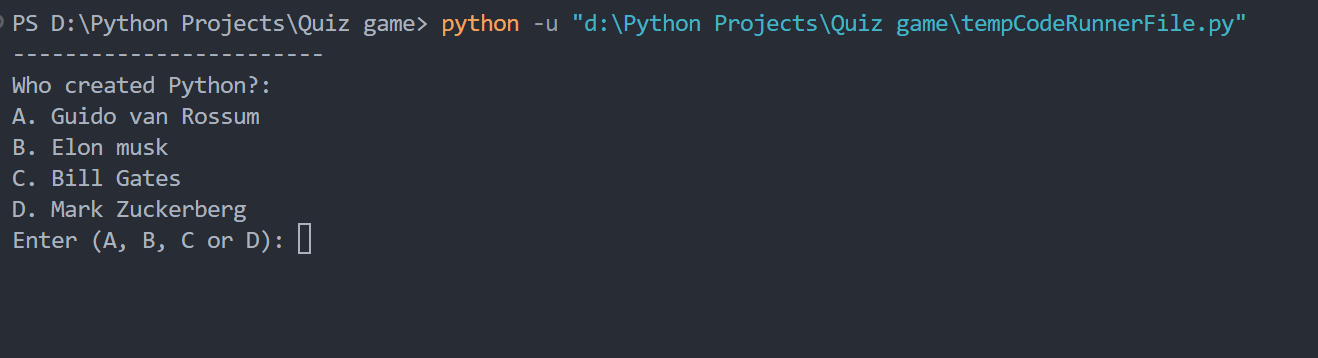 PS D:\Python Projects\Quiz game> python -u "d:\Python Projects\Quiz game\tempCodeRunnerFile.py"
------------------------
Who created Python?:
A. Guido van Rossum
B. Elon musk
C. Bill Gates
D. Mark Zuckerberg
Enter (A, B, C or D):